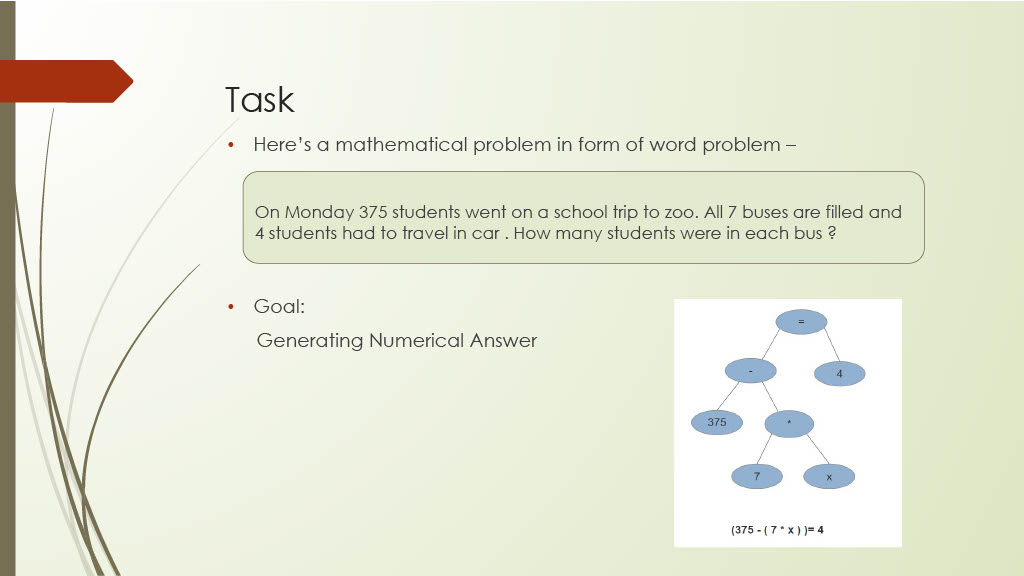 Task
• Here’s a mathematical problem in form of word problem –
On Monday 375 students went on a school trip to zoo. All 7 buses are filled and
4 students had to travel in car . How many students were in each bus ?
• Goal:
Generating Numerical Answer
=
- 4
375 *
7 x
(375 - ( 7 * x ) )= 4